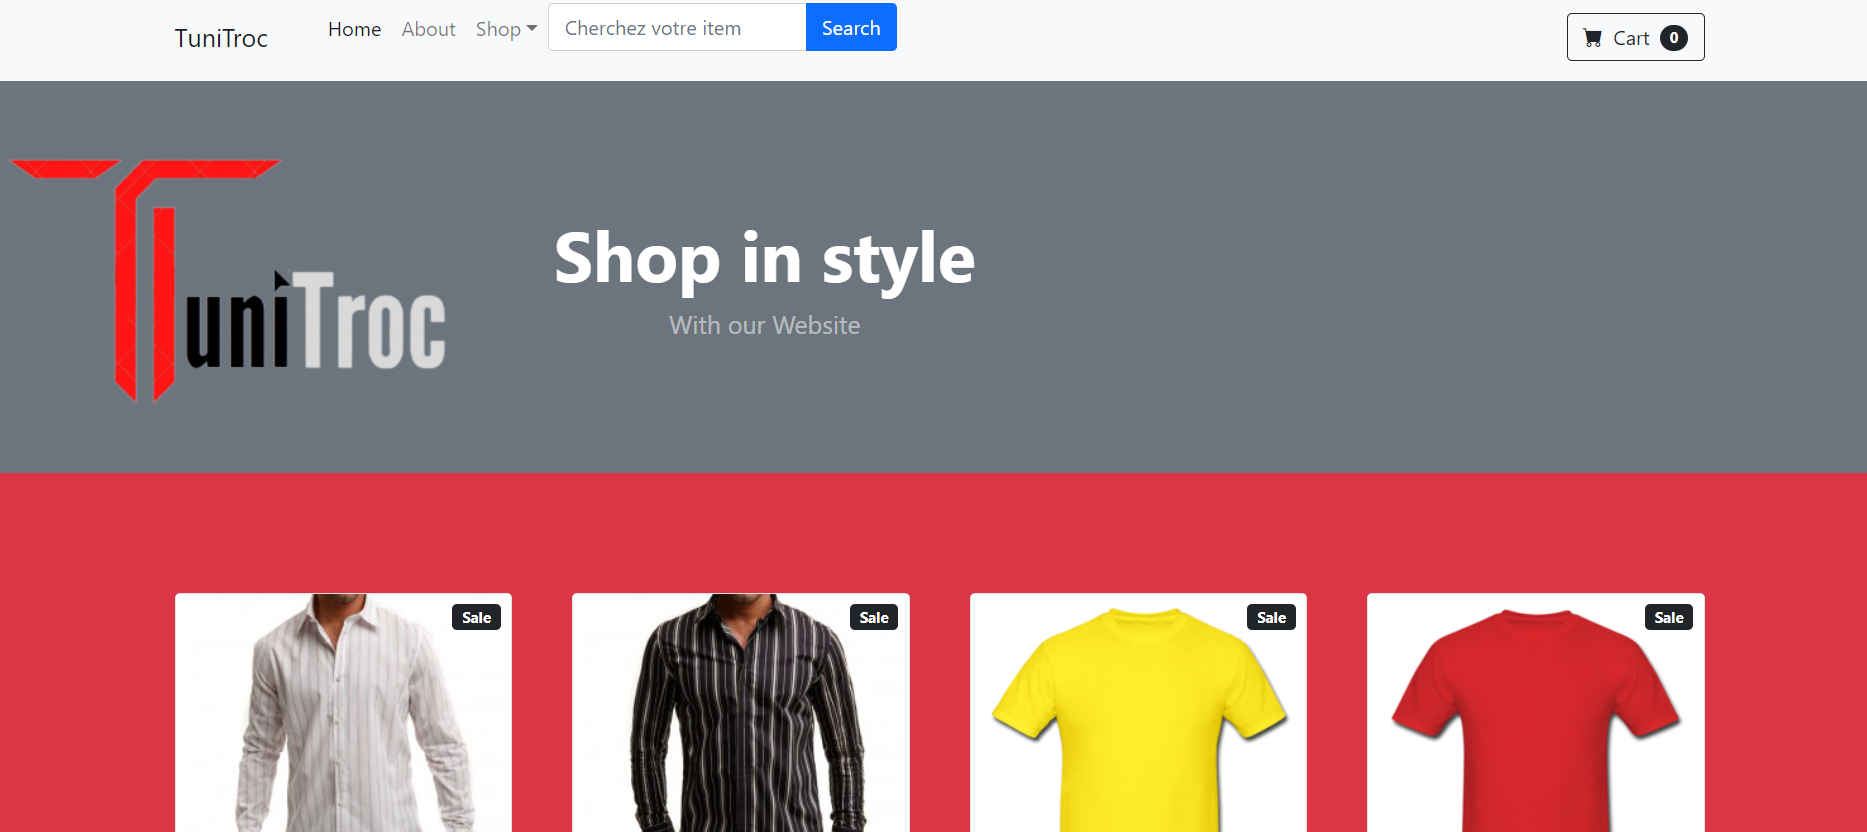 TuniTroc Home About Shop Cherchez votre item Search Cart 0
TuniTroc
Shop in style
With our Website
Sale Sale Sale Sale